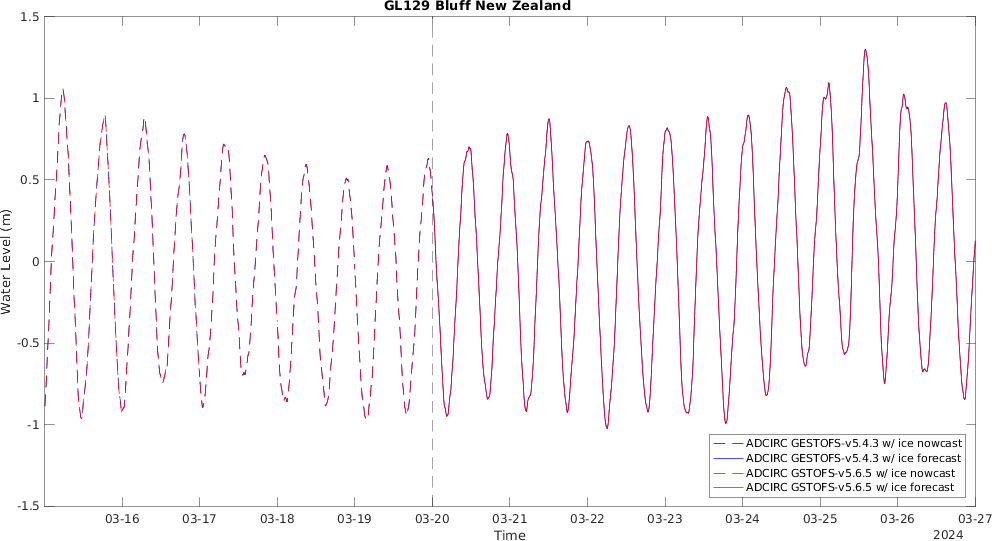 GL129 Bluff New Zealand
1.5
1
0.5
0
-0.5
-1
-1.5
Water Level (m)
03-16 03-17 03-18 03-19 03-20 03-21 03-22 03-23 03-24 03-25 03-26 03-27
Time
2024
ADCIRC GESTOFS-v5.4.3 w/ ice nowcast
ADCIRC GESTOFS-v5.4.3 w/ ice forecast
ADCIRC GSTOFS-v5.6.5 w/ ice nowcast
ADCIRC GSTOFS-v5.6.5 w/ ice forecast